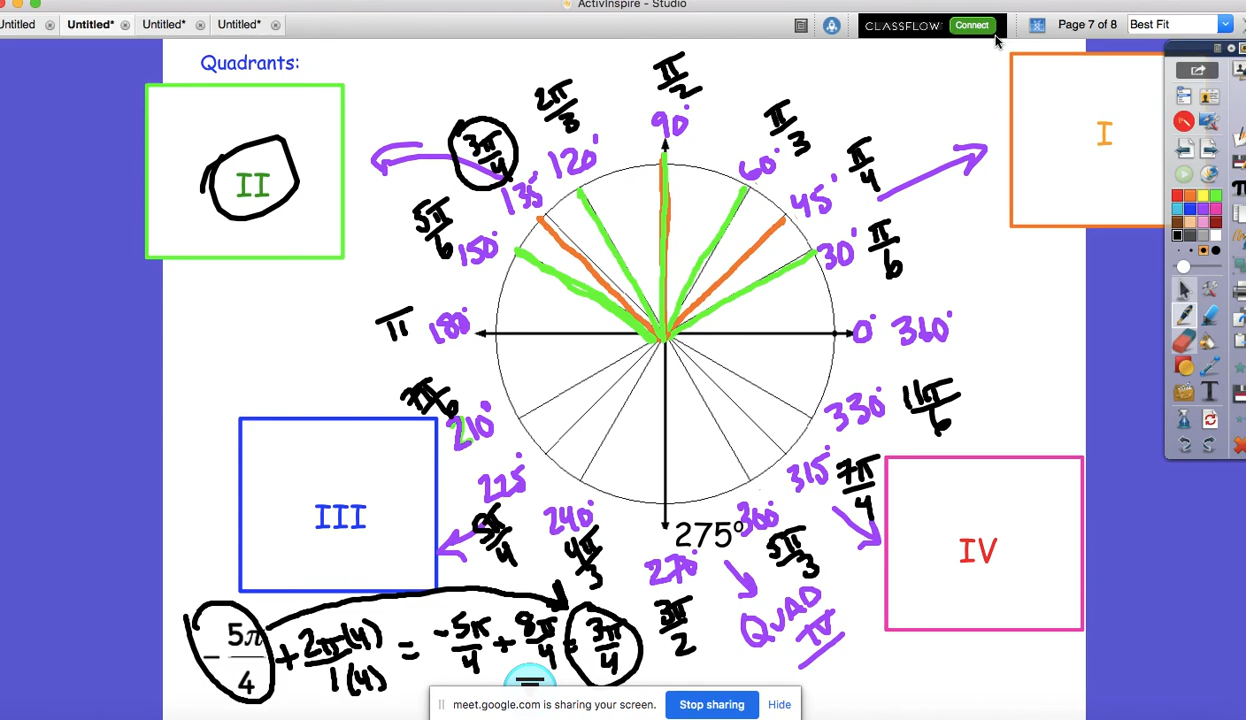 ActivInspire - Studio
Untitled Untitled* Untitled* Untitled*
CLASSFLOW Connect
Page 7 of 8 Best Fit
Quadrants:
II
I
III
IV
π/2
90°
π/3
60°
π/4
45°
π/6
30°
0° 360°
2π/3
120°
3π/4
135°
5π/6
150°
π 180°
7π/6
210°
225°
5π/4
240°
4π/3
275°
270°
3π/2
300°
5π/3
315°
7π/4
330°
11π/6
QUAD
IV
-5π/4 + 2π(4)/1(4) = -5π/4 + 8π/4 = 3π/4
meet.google.com is sharing your screen. Stop sharing Hide